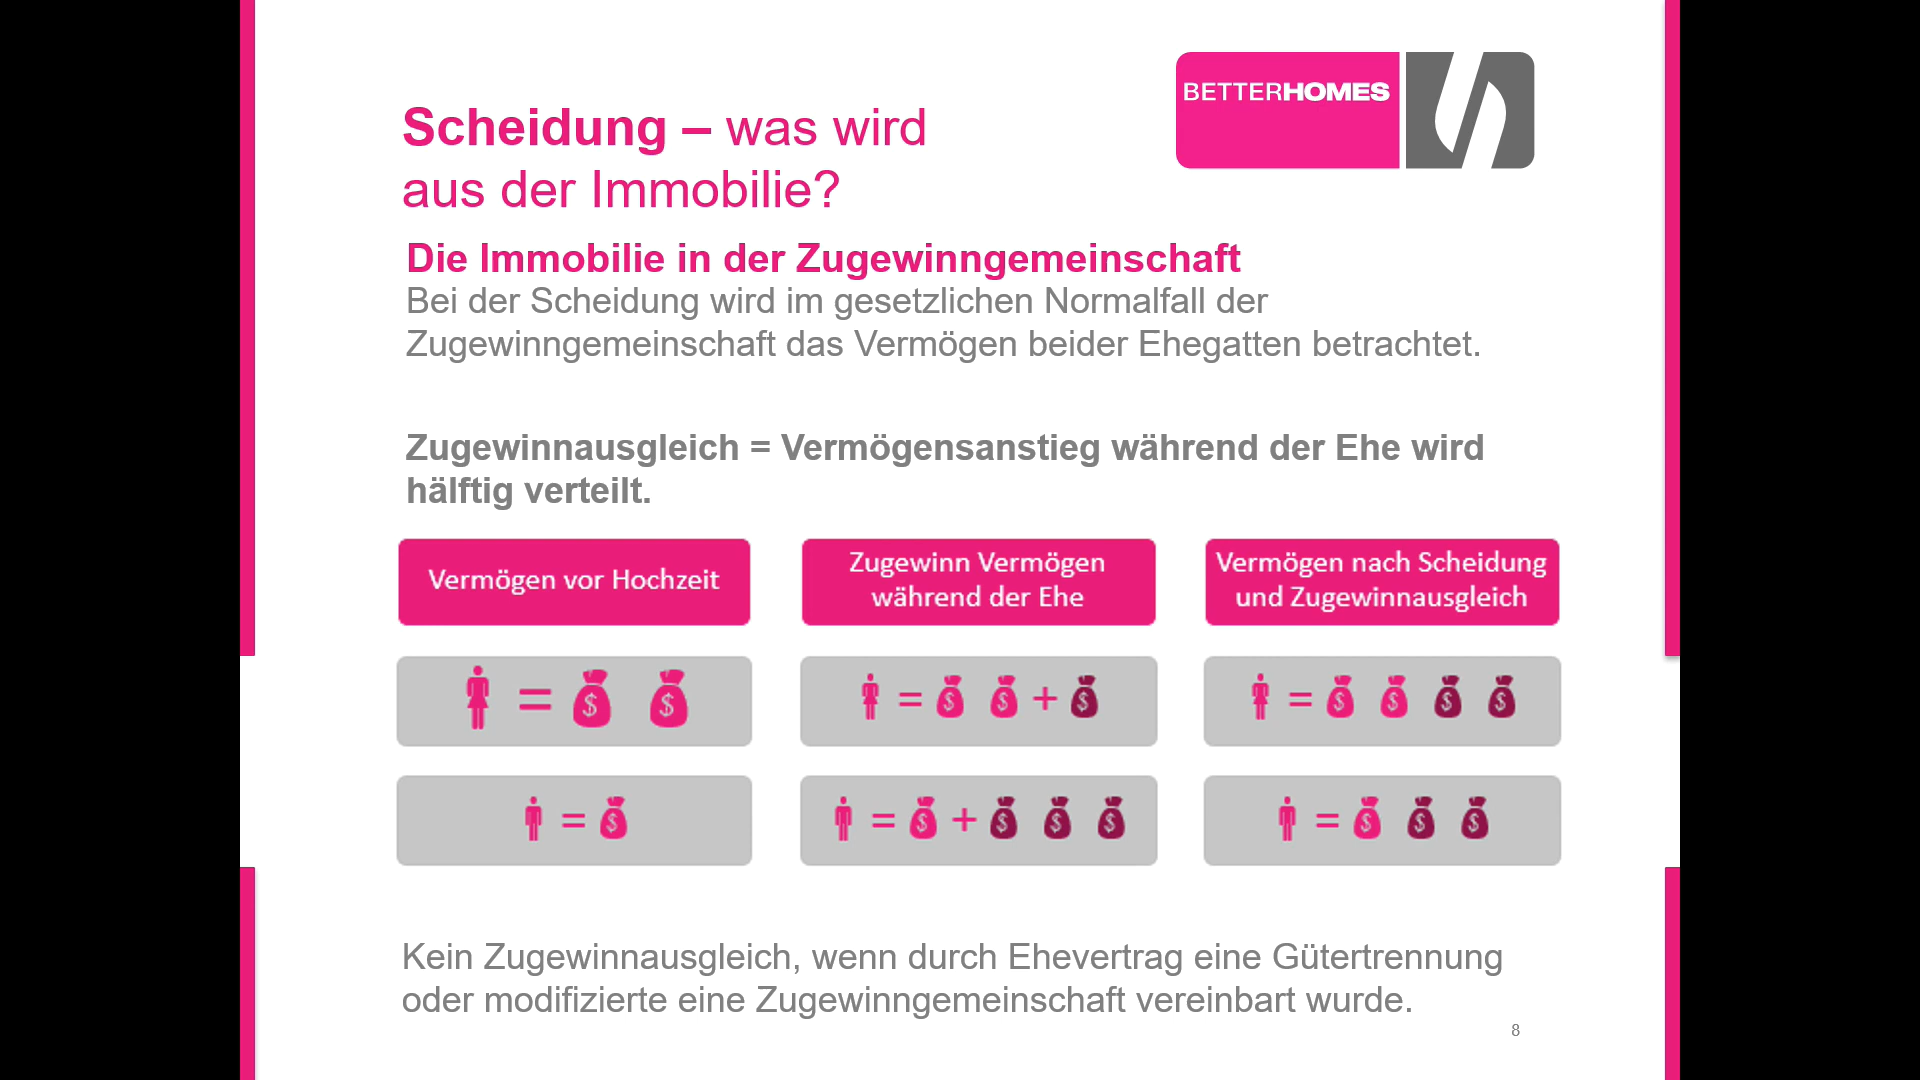 BETTERHOMES
Scheidung – was wird
aus der Immobilie?
Die Immobilie in der Zugewinngemeinschaft
Bei der Scheidung wird im gesetzlichen Normalfall der
Zugewinngemeinschaft das Vermögen beider Ehegatten betrachtet.
Zugewinnausgleich = Vermögensanstieg während der Ehe wird
hälftig verteilt.
Vermögen vor Hochzeit
Zugewinn Vermögen
während der Ehe
Vermögen nach Scheidung
und Zugewinnausgleich
= $ $
= $ $ + $
= $ $ $ $
= $
= $ + $ $ $
= $ $ $
Kein Zugewinnausgleich, wenn durch Ehevertrag eine Gütertrennung
oder modifizierte eine Zugewinngemeinschaft vereinbart wurde.
8